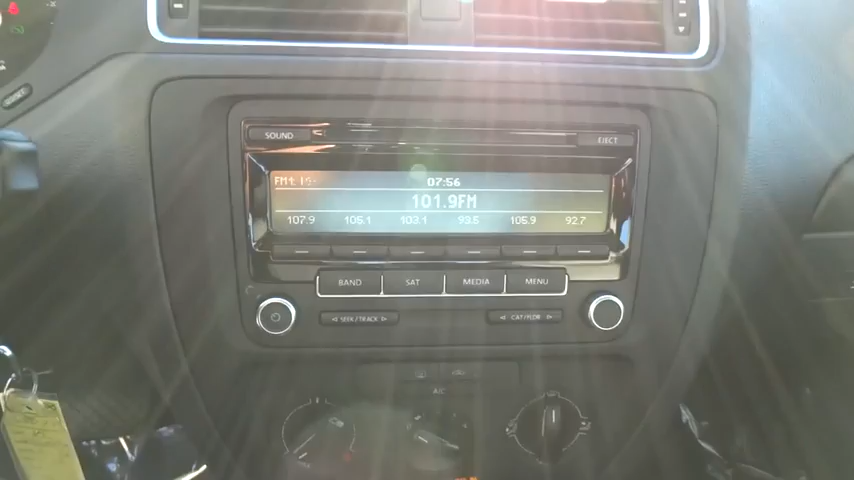 SOUND
EJECT
07:56
101.9FM
107.9 105.1 103.1 93.5 105.9 92.7
BAND SAT MEDIA MENU
◁ SEEK/TRACK ▷
◁ CAT/FLDR ▷
A/C